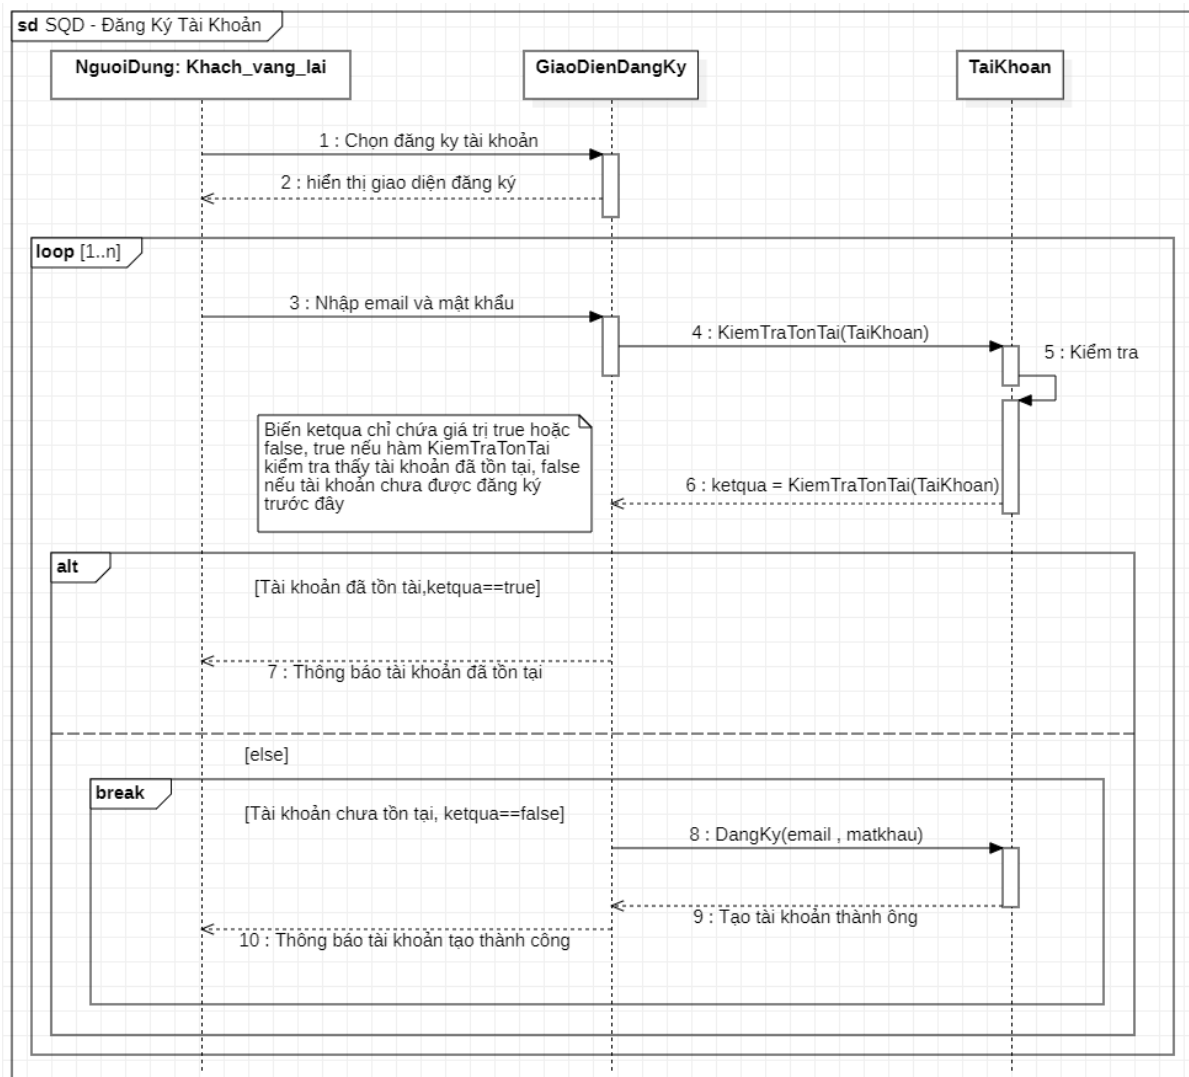 sd SQD - Đăng Ký Tài Khoản
NguoiDung: Khach_vang_lai
GiaoDienDangKy
TaiKhoan
1 : Chọn đăng ky tài khoản
2 : hiển thị giao diện đăng ký
loop [1..n]
3 : Nhập email và mật khẩu
4 : KiemTraTonTai(TaiKhoan)
5 : Kiểm tra
Biến ketqua chỉ chứa giá trị true hoặc
false, true nếu hàm KiemTraTonTai
kiểm tra thấy tài khoản đã tồn tại, false
nếu tài khoản chưa được đăng ký
trước đây
6 : ketqua = KiemTraTonTai(TaiKhoan)
alt
[Tài khoản đã tồn tài,ketqua==true]
7 : Thông báo tài khoản đã tồn tại
[else]
break
[Tài khoản chưa tồn tại, ketqua==false]
8 : DangKy(email , matkhau)
9 : Tạo tài khoản thành ông
10 : Thông báo tài khoản tạo thành công